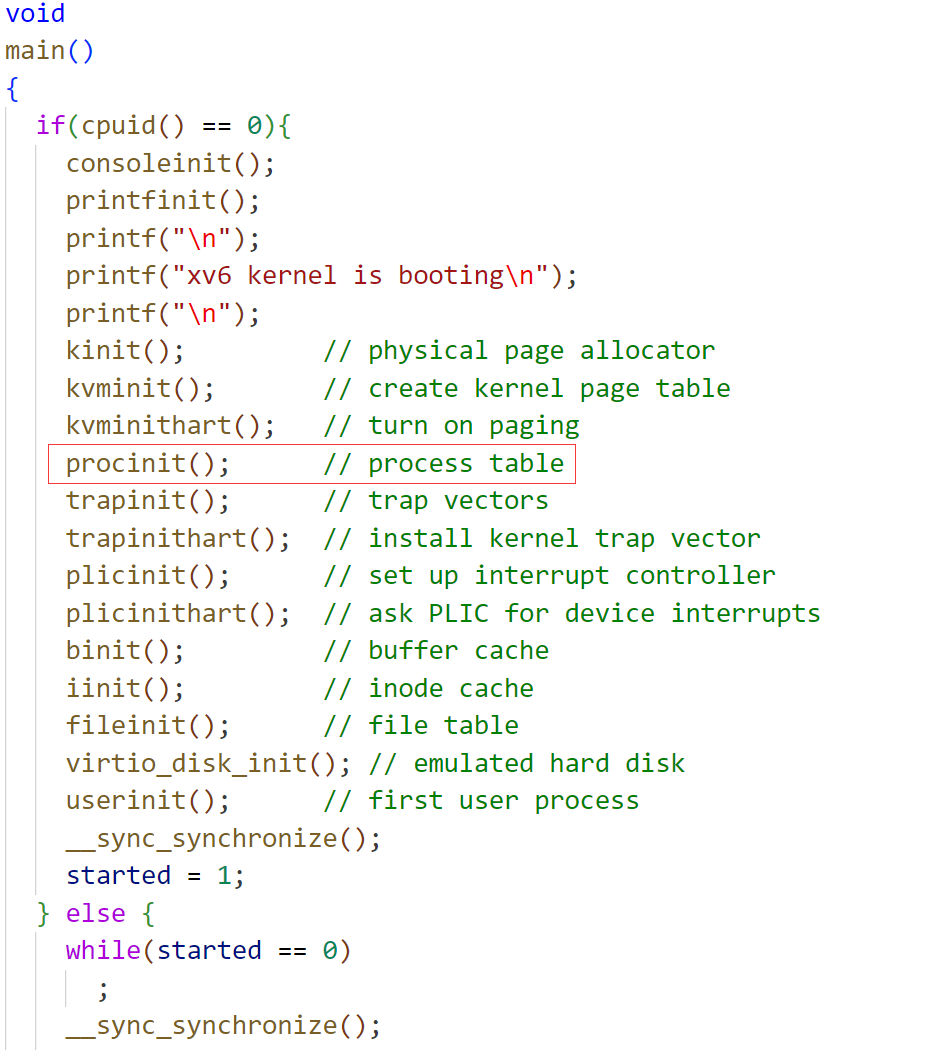 void
main()
{
  if(cpuid() == 0){
    consoleinit();
    printfinit();
    printf("\n");
    printf("xv6 kernel is booting\n");
    printf("\n");
    kinit();         // physical page allocator
    kvminit();       // create kernel page table
    kvminithart();   // turn on paging
    procinit();      // process table
    trapinit();      // trap vectors
    trapinithart();  // install kernel trap vector
    plicinit();      // set up interrupt controller
    plicinithart();  // ask PLIC for device interrupts
    binit();         // buffer cache
    iinit();         // inode cache
    fileinit();      // file table
    virtio_disk_init(); // emulated hard disk
    userinit();      // first user process
    __sync_synchronize();
    started = 1;
  } else {
    while(started == 0)
      ;
    __sync_synchronize();